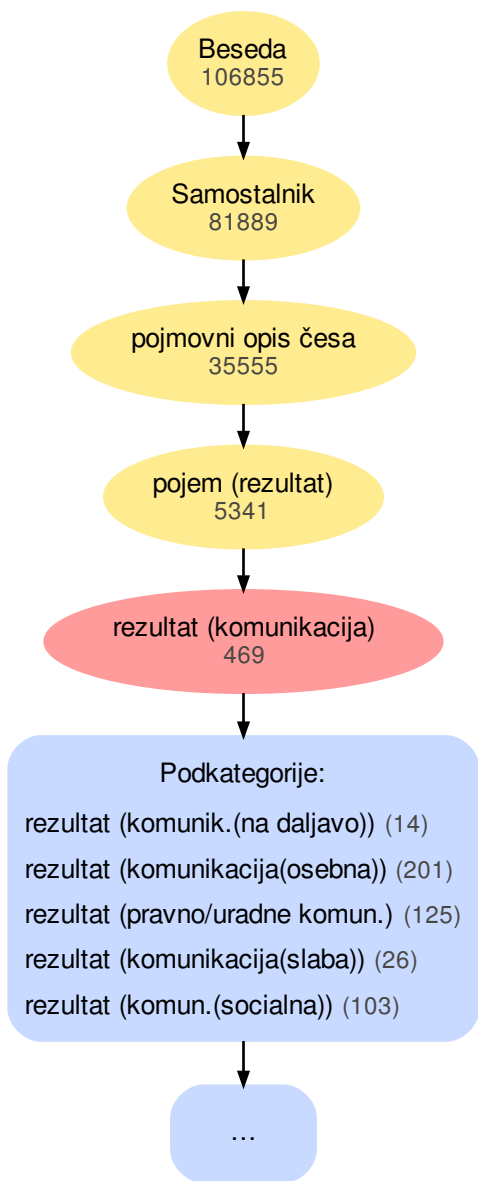 Beseda
106855
Samostalnik
81889
pojmovni opis česa
35555
pojem (rezultat)
5341
rezultat (komunikacija)
469
Podkategorije:
rezultat (komunik.(na daljavo)) (14)
rezultat (komunikacija(osebna)) (201)
rezultat (pravno/uradne komun.) (125)
rezultat (komunikacija(slaba)) (26)
rezultat (komun.(socialna)) (103)
...